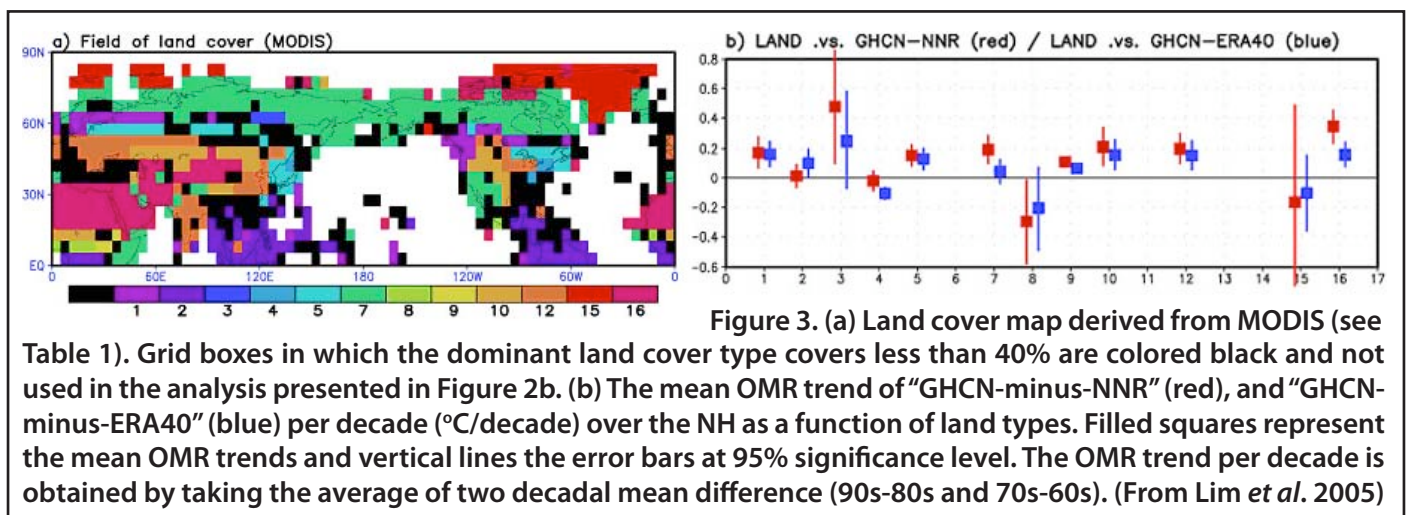 a) Field of land cover (MODIS)
90N
60N
30N
EQ
0 60E 120E 180 120W 60W 0
1 2 3 4 5 7 8 9 10 12 15 16
b) LAND .vs. GHCN−NNR (red) / LAND .vs. GHCN−ERA40 (blue)
0.8
0.6
0.4
0.2
0
−0.2
−0.4
−0.6
0 1 2 3 4 5 6 7 8 9 10 11 12 13 14 15 16 17
Figure 3. (a) Land cover map derived from MODIS (see
Table 1). Grid boxes in which the dominant land cover type covers less than 40% are colored black and not
used in the analysis presented in Figure 2b. (b) The mean OMR trend of “GHCN-minus-NNR” (red), and “GHCN-
minus-ERA40” (blue) per decade (°C/decade) over the NH as a function of land types. Filled squares represent
the mean OMR trends and vertical lines the error bars at 95% significance level. The OMR trend per decade is
obtained by taking the average of two decadal mean difference (90s-80s and 70s-60s). (From Lim et al. 2005)